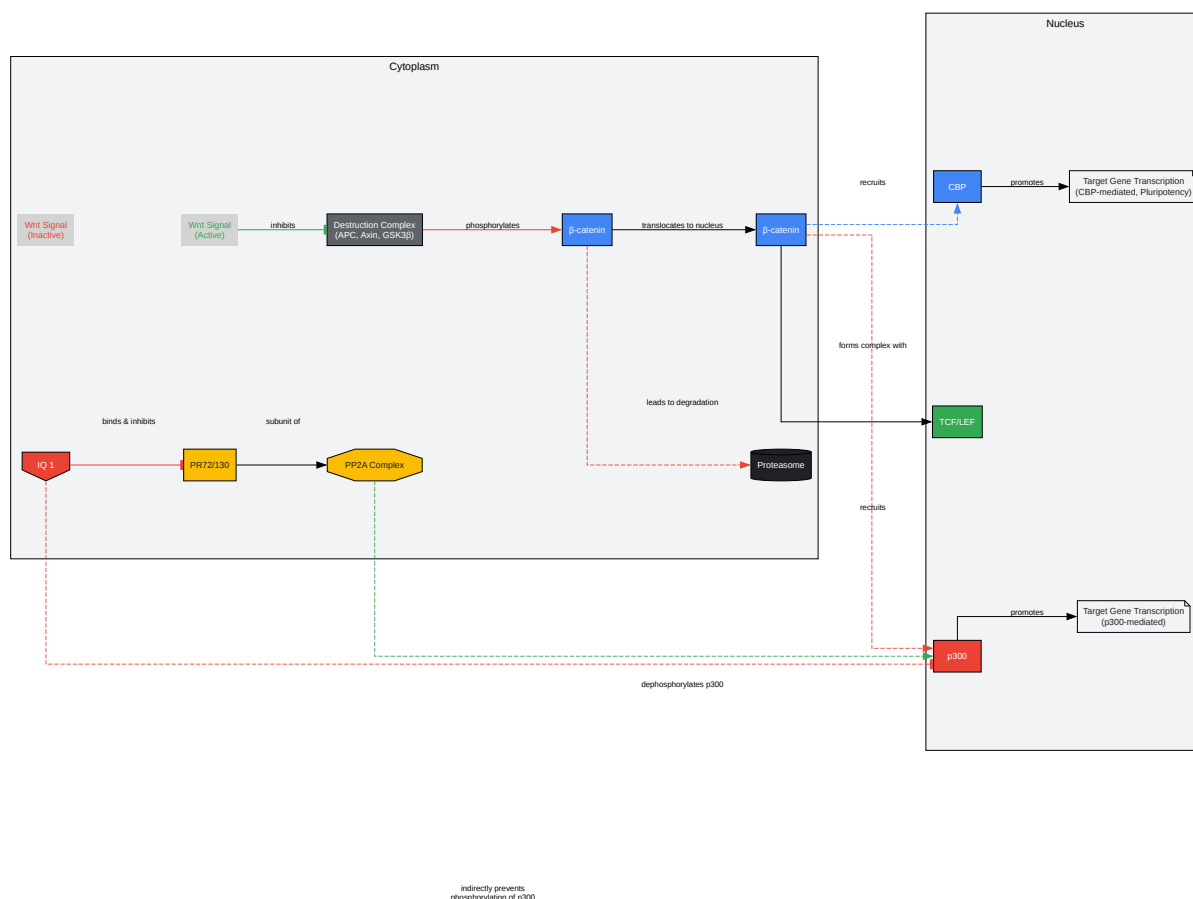 Nucleus
Cytoplasm
recruits
CBP
promotes
Target Gene Transcription
(CBP-mediated, Pluripotency)
Wnt Signal
(Inactive)
Wnt Signal
(Active)
inhibits
Destruction Complex
(APC, Axin, GSK3β)
phosphorylates
β-catenin
translocates to nucleus
β-catenin
forms complex with
leads to degradation
binds & inhibits
subunit of
TCF/LEF
IQ 1
PR72/130
PP2A Complex
Proteasome
recruits
promotes
Target Gene Transcription
(p300-mediated)
p300
dephosphorylates p300
indirectly prevents
phosphorylation of p300